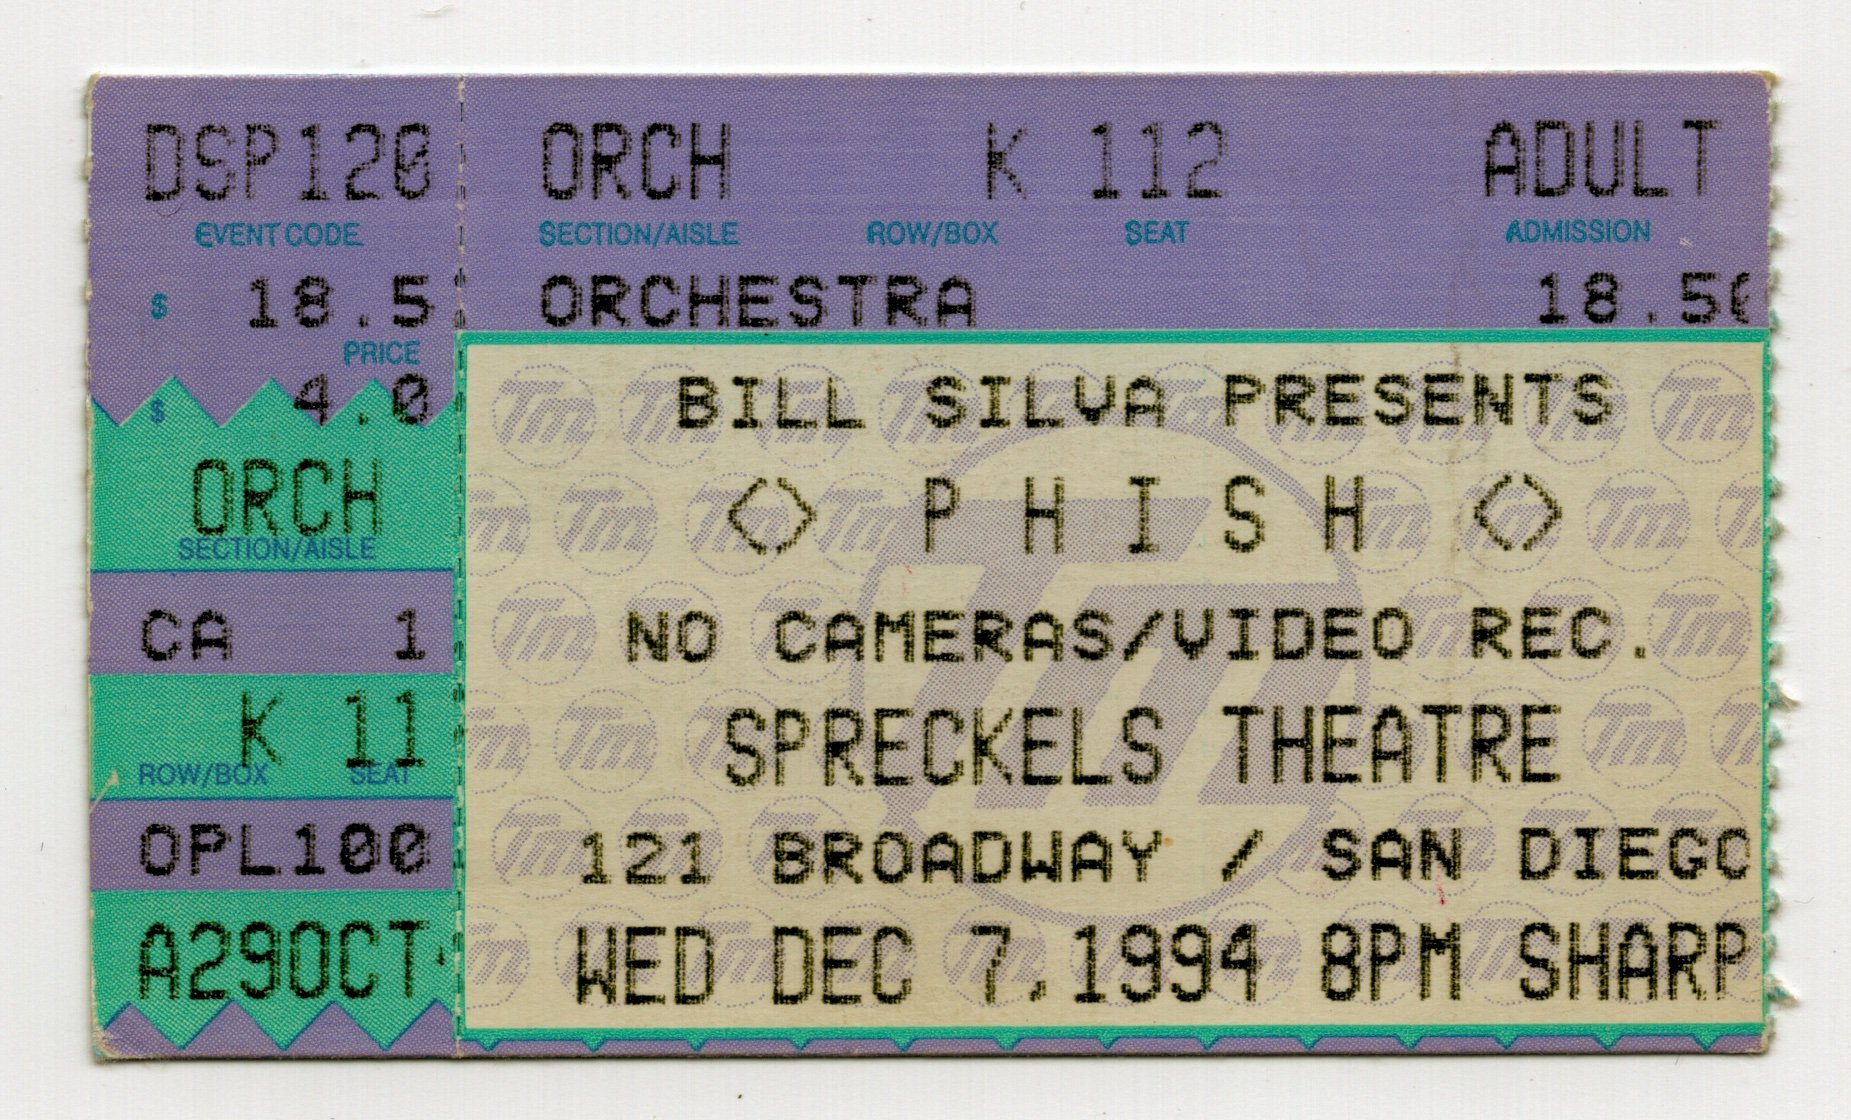 DSP120
EVENT CODE
$ 18.5
PRICE
$ 4.0
ORCH
SECTION/AISLE
CA 1
K 11
ROW/BOX SEAT
OPL100
A29OCT
ORCH K 112 ADULT
SECTION/AISLE ROW/BOX SEAT ADMISSION
ORCHESTRA 18.50
BILL SILVA PRESENTS
<> P H I S H <>
NO CAMERAS/VIDEO REC.
SPRECKELS THEATRE
121 BROADWAY / SAN DIEGO
WED DEC 7,1994 8PM SHARP